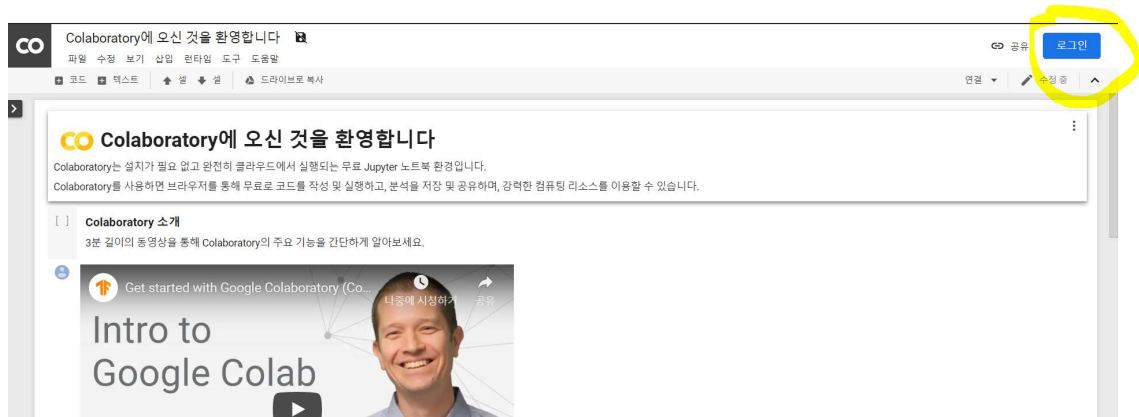 CO Colaboratory에 오신 것을 환영합니다
파일 수정 보기 삽입 런타임 도구 도움말
공유 로그인
코드 텍스트 셀 셀 드라이브로 복사
연결 수정 중
CO Colaboratory에 오신 것을 환영합니다
Colaboratory는 설치가 필요 없고 완전히 클라우드에서 실행되는 무료 Jupyter 노트북 환경입니다.
Colaboratory를 사용하면 브라우저를 통해 무료로 코드를 작성 및 실행하고, 분석을 저장 및 공유하며, 강력한 컴퓨팅 리소스를 이용할 수 있습니다.
[ ] Colaboratory 소개
3분 길이의 동영상을 통해 Colaboratory의 주요 기능을 간단하게 알아보세요.
Get started with Google Colaboratory (Co...
나중에 시청하기 공유
Intro to
Google Colab